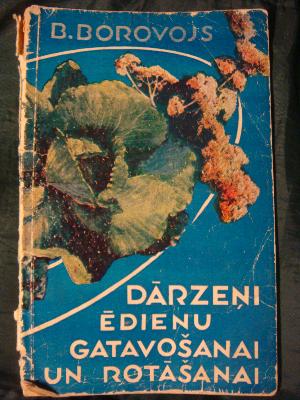 B. BOROVOJS
DĀRZEŅI
ĒDIENU
GATAVOŠANAI
UN ROTĀŠANAI